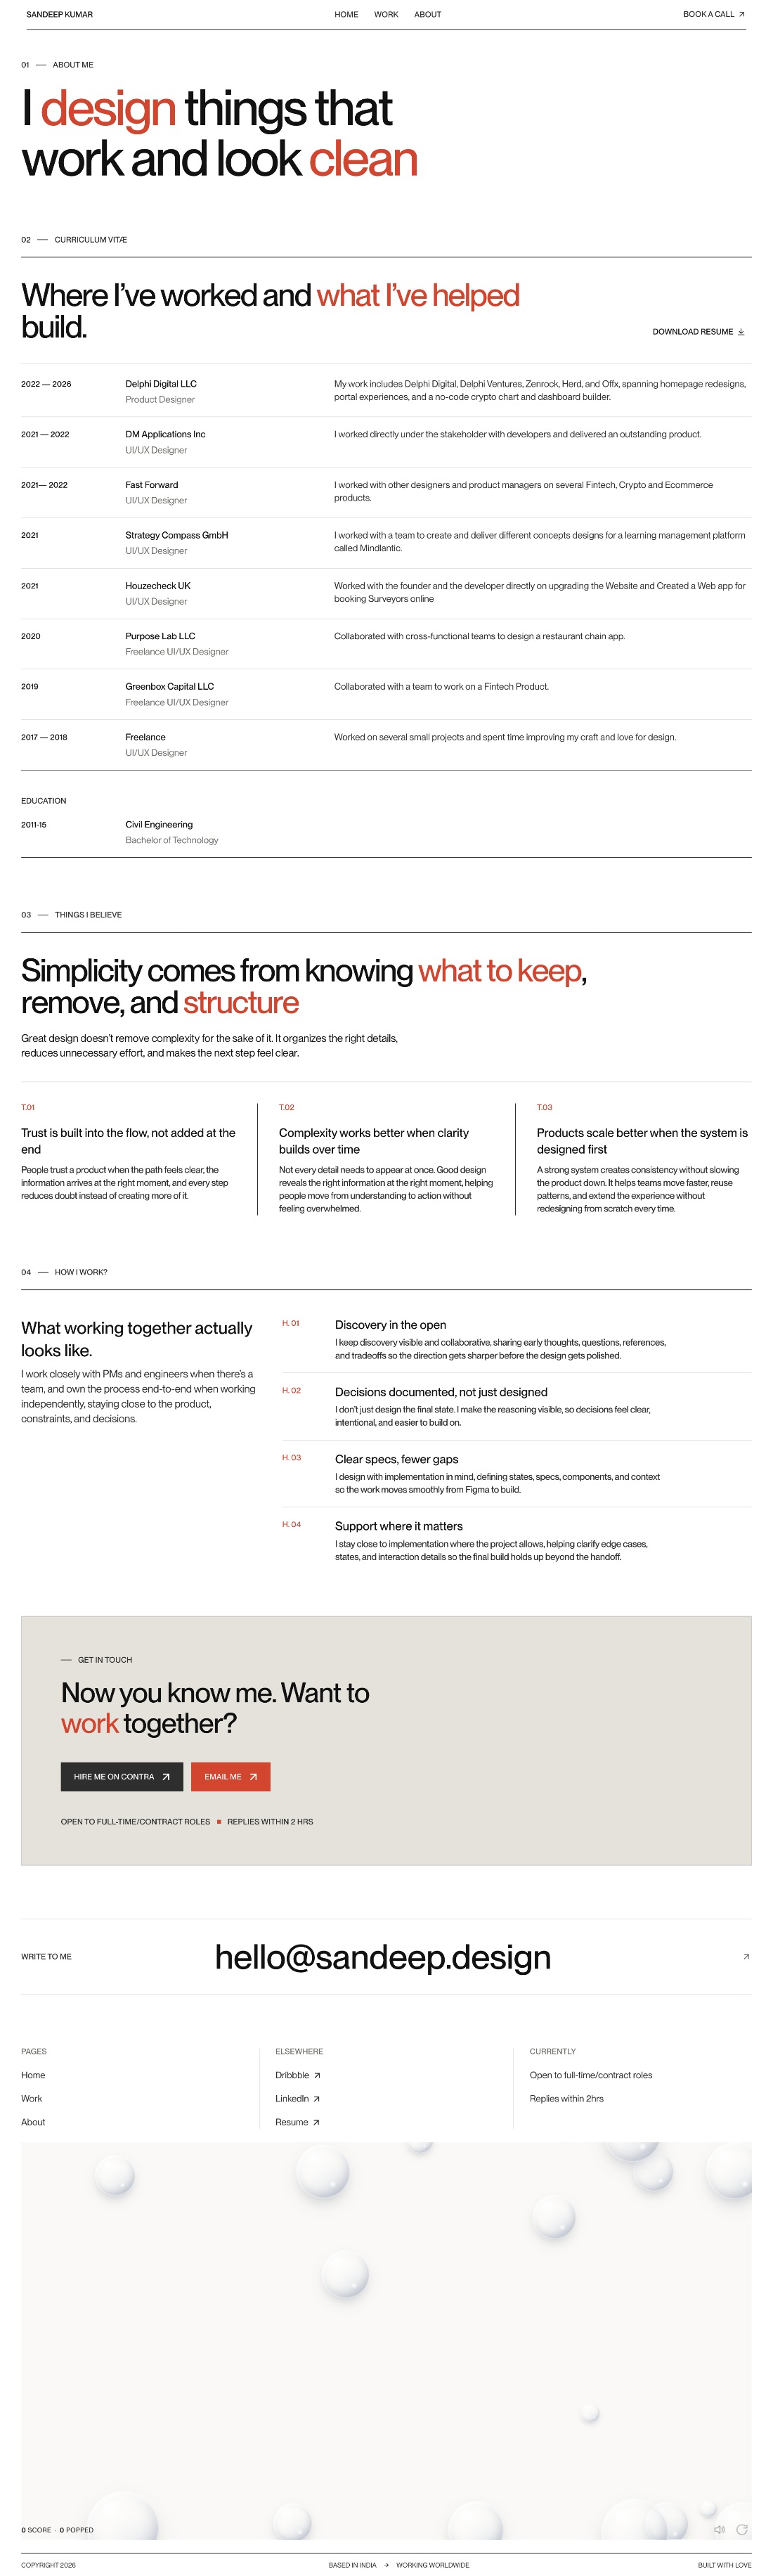 SANDEEP KUMAR
HOME WORK ABOUT
BOOK A CALL
01 — ABOUT ME
I design things that
work and look clean
02 — CURRICULUM VITÆ
Where I’ve worked and what I’ve helped
build.
DOWNLOAD RESUME
2022 — 2026
Delphi Digital LLC
Product Designer
My work includes Delphi Digital, Delphi Ventures, Zenrock, Herd, and Offx, spanning homepage redesigns,
portal experiences, and a no-code crypto chart and dashboard builder.
2021 — 2022
DM Applications Inc
UI/UX Designer
I worked directly under the stakeholder with developers and delivered an outstanding product.
2021— 2022
Fast Forward
UI/UX Designer
I worked with other designers and product managers on several Fintech, Crypto and Ecommerce
products.
2021
Strategy Compass GmbH
UI/UX Designer
I worked with a team to create and deliver different concepts designs for a learning management platform
called Mindlantic.
2021
Houzecheck UK
UI/UX Designer
Worked with the founder and the developer directly on upgrading the Website and Created a Web app for
booking Surveyors online
2020
Purpose Lab LLC
Freelance UI/UX Designer
Collaborated with cross-functional teams to design a restaurant chain app.
2019
Greenbox Capital LLC
Freelance UI/UX Designer
Collaborated with a team to work on a Fintech Product.
2017 — 2018
Freelance
UI/UX Designer
Worked on several small projects and spent time improving my craft and love for design.
EDUCATION
2011-15
Civil Engineering
Bachelor of Technology
03 — THINGS I BELIEVE
Simplicity comes from knowing what to keep,
remove, and structure
Great design doesn’t remove complexity for the sake of it. It organizes the right details,
reduces unnecessary effort, and makes the next step feel clear.
T.01
Trust is built into the flow, not added at the
end
People trust a product when the path feels clear, the
information arrives at the right moment, and every step
reduces doubt instead of creating more of it.
T.02
Complexity works better when clarity
builds over time
Not every detail needs to appear at once. Good design
reveals the right information at the right moment, helping
people move from understanding to action without
feeling overwhelmed.
T.03
Products scale better when the system is
designed first
A strong system creates consistency without slowing
the product down. It helps teams move faster, reuse
patterns, and extend the experience without
redesigning from scratch every time.
04 — HOW I WORK?
What working together actually
looks like.
I work closely with PMs and engineers when there’s a
team, and own the process end-to-end when working
independently, staying close to the product,
constraints, and decisions.
H. 01
Discovery in the open
I keep discovery visible and collaborative, sharing early thoughts, questions, references,
and tradeoffs so the direction gets sharper before the design gets polished.
H. 02
Decisions documented, not just designed
I don’t just design the final state. I make the reasoning visible, so decisions feel clear,
intentional, and easier to build on.
H. 03
Clear specs, fewer gaps
I design with implementation in mind, defining states, specs, components, and context
so the work moves smoothly from Figma to build.
H. 04
Support where it matters
I stay close to implementation where the project allows, helping clarify edge cases,
states, and interaction details so the final build holds up beyond the handoff.
— GET IN TOUCH
Now you know me. Want to
work together?
HIRE ME ON CONTRA
EMAIL ME
OPEN TO FULL-TIME/CONTRACT ROLES ■ REPLIES WITHIN 2 HRS
WRITE TO ME
hello@sandeep.design
PAGES
Home
Work
About
ELSEWHERE
Dribbble
LinkedIn
Resume
CURRENTLY
Open to full-time/contract roles
Replies within 2hrs
0 SCORE · 0 POPPED
COPYRIGHT 2026
BASED IN INDIA → WORKING WORLDWIDE
BUILT WITH LOVE